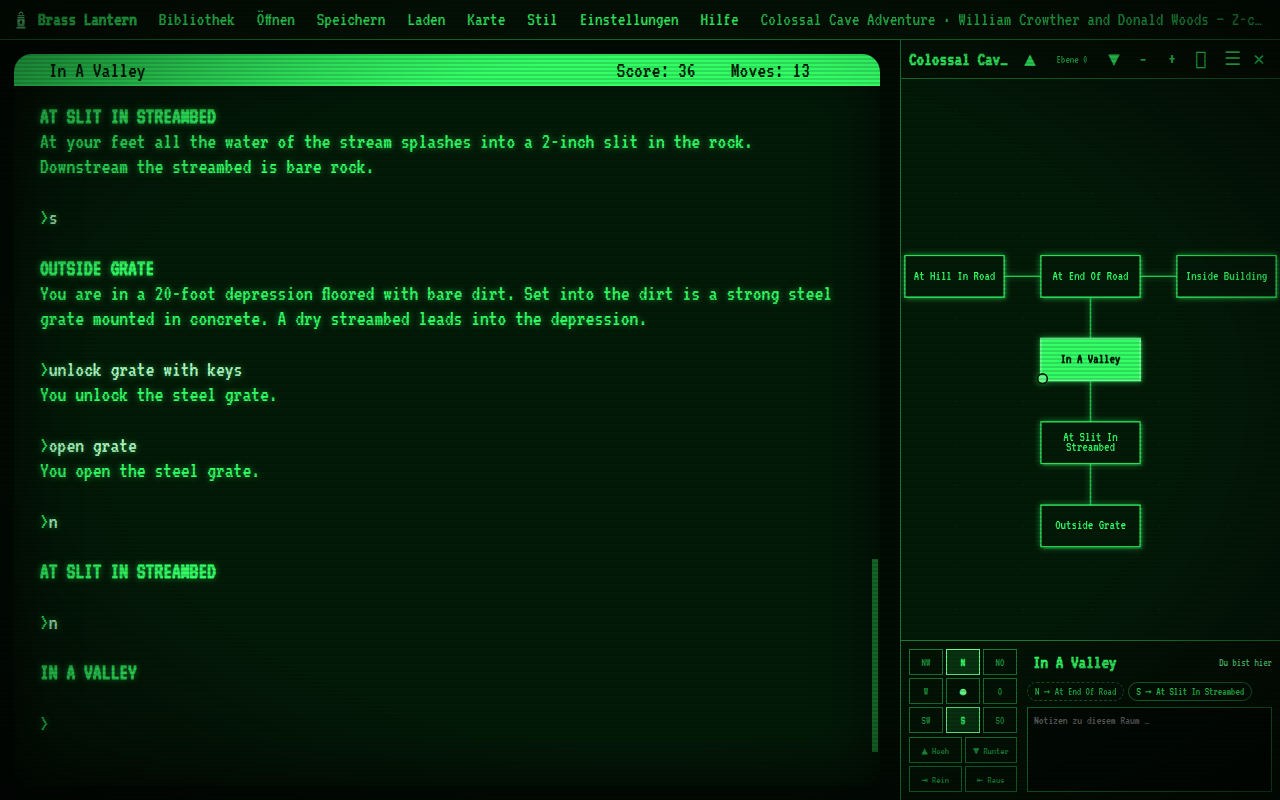 Brass Lantern Bibliothek Öffnen Speichern Laden Karte Stil Einstellungen Hilfe Colossal Cave Adventure · William Crowther and Donald Woods — Z-c…
In A Valley Score: 36 Moves: 13
AT SLIT IN STREAMBED
At your feet all the water of the stream splashes into a 2-inch slit in the rock.
Downstream the streambed is bare rock.
>s
OUTSIDE GRATE
You are in a 20-foot depression floored with bare dirt. Set into the dirt is a strong steel
grate mounted in concrete. A dry streambed leads into the depression.
>unlock grate with keys
You unlock the steel grate.
>open grate
You open the steel grate.
>n
AT SLIT IN STREAMBED
>n
IN A VALLEY
>
Colossal Cav… ▲ Ebene 0 ▼ - + ☰ ✕
At Hill In Road At End Of Road Inside Building
In A Valley
At Slit In
Streambed
Outside Grate
NW N NO
W O
SW S SO
▲ Hoch ▼ Runter
⇥ Rein ⇤ Raus
In A Valley Du bist hier
N → At End Of Road S → At Slit In Streambed
Notizen zu diesem Raum …